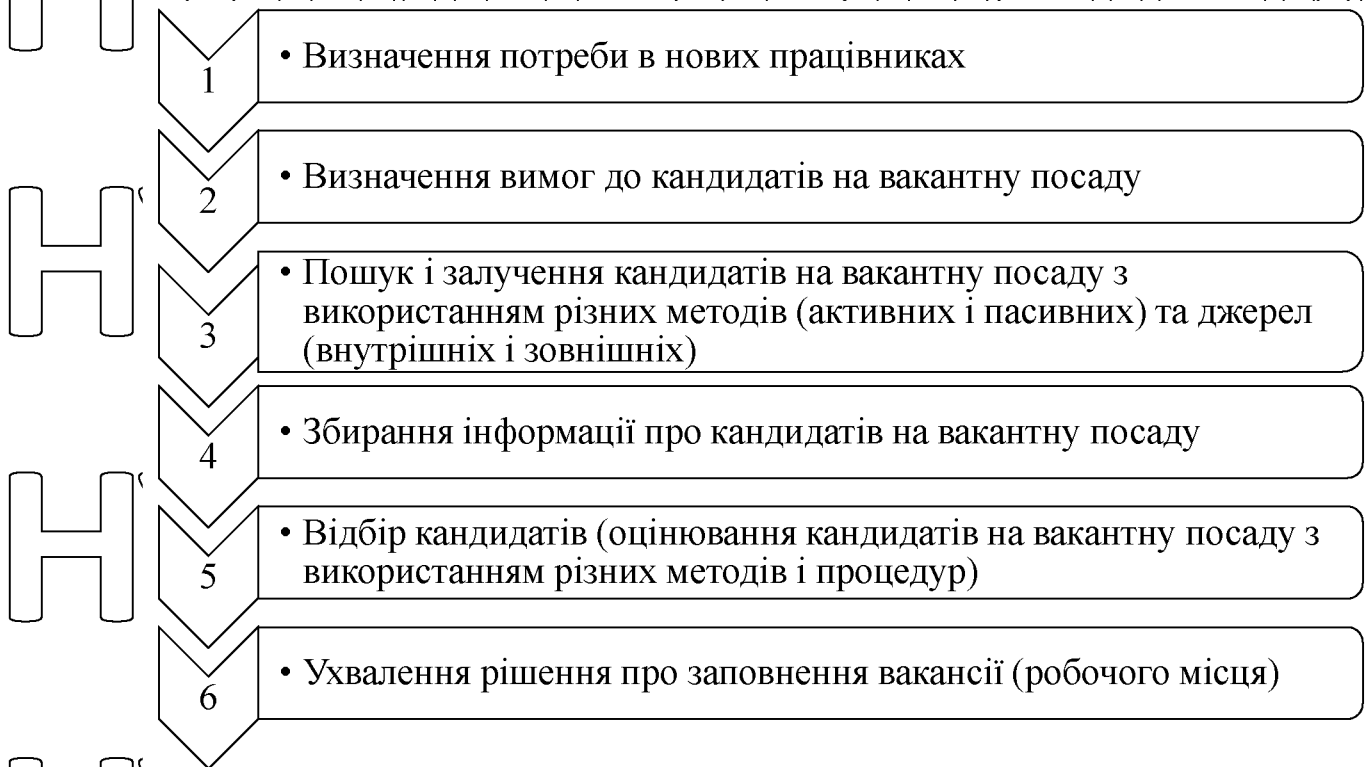 1
• Визначення потреби в нових працівниках
2
• Визначення вимог до кандидатів на вакантну посаду
3
• Пошук і залучення кандидатів на вакантну посаду з
використанням різних методів (активних і пасивних) та джерел
(внутрішніх і зовнішніх)
4
• Збирання інформації про кандидатів на вакантну посаду
5
• Відбір кандидатів (оцінювання кандидатів на вакантну посаду з
використанням різних методів і процедур)
6
• Ухвалення рішення про заповнення вакансії (робочого місця)
Н
Н